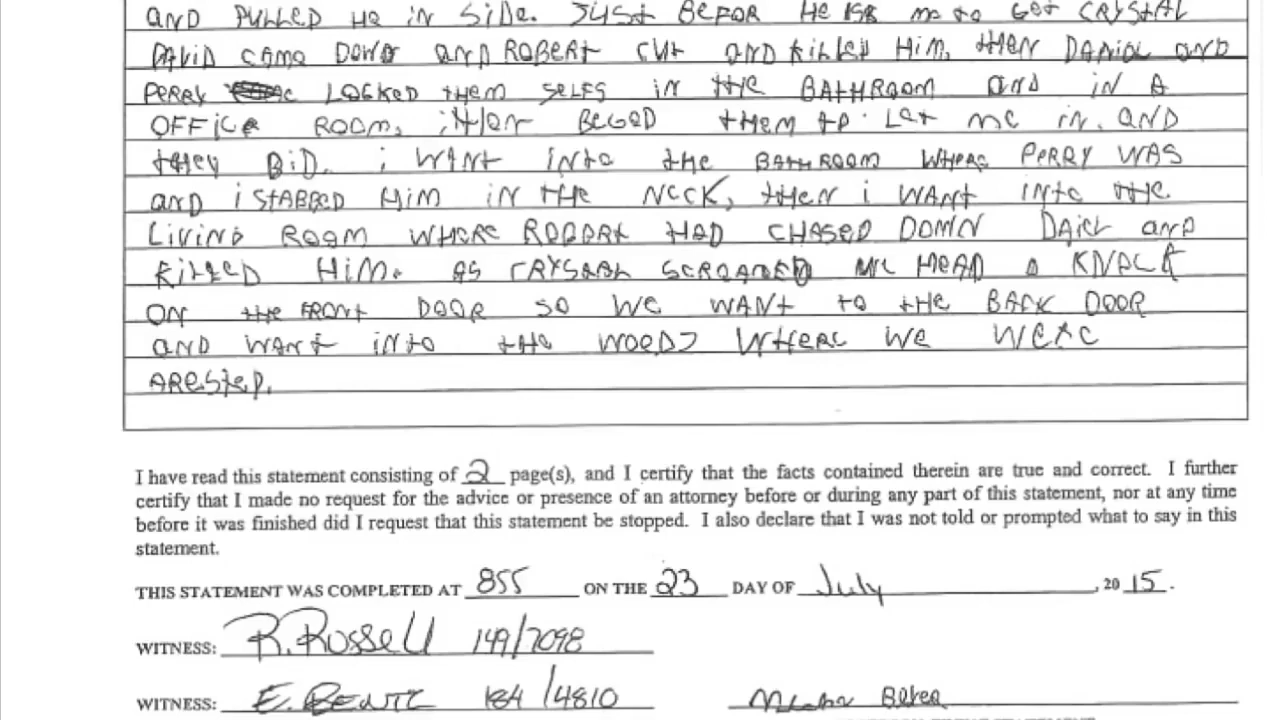 AND PULLED HE IN SIDE. JUST BEFOR HE me to GET CRYSTAL
DAVID CAME DOWN AND ROBERT CUT AND KILLED HIM, THEN DANIOL AND
PERRY LOCKED THEM SELFS IN THE BATHROOM AND IN A
OFFICE ROOM, i THEN BEGOD THEM TO LET ME IN. AND
THEY DID. i WANT INTO THE BATHROOM WHERE PERRY WAS
AND i STABBED HIM IN THE NECK, THEN i WANT INTO THE
LIVING ROOM WHERE ROBERT HAD CHASED DOWN AND
KILLED HIM. AS CRYSTAL SCREAMED HEAD A KNACK
ON THE FRONT DOOR SO WE WANT TO THE BACK DOOR
AND WANT INTO THE WOODS WHERE WE WERE
ARESTED.
I have read this statement consisting of 2 page(s), and I certify that the facts contained therein are true and correct. I further
certify that I made no request for the advice or presence of an attorney before or during any part of this statement, nor at any time
before it was finished did I request that this statement be stopped. I also declare that I was not told or prompted what to say in this
statement.
THIS STATEMENT WAS COMPLETED AT 855 ON THE 23 DAY OF July, 20 15.
WITNESS: R. Russell 149/7098
WITNESS: E. 184/4810